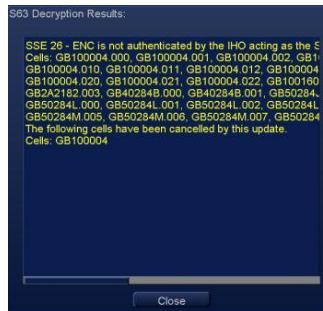 S63 Decryption Results:
SSE 26 - ENC is not authenticated by the IHO acting as the S
Cells: GB100004.000, GB100004.001, GB100004.002, GB1
GB100004.010, GB100004.011, GB100004.012, GB100004
GB100004.020, GB100004.021, GB100004.022, GB100160
GB2A2182.003, GB40284B.000, GB40284B.001, GB50284
GB50284L.000, GB50284L.001, GB50284L.002, GB50284L
GB50284M.005, GB50284M.006, GB50284M.007, GB50284
The following cells have been cancelled by this update.
Cells: GB100004
Close